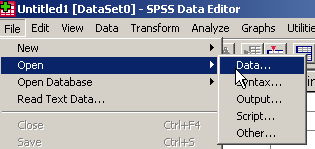 Untitled1 [DataSet0] - SPSS Data Editor
File Edit View Data Transform Analyze Graphs Utilities
New
Open Data...
Open Database Syntax...
Read Text Data... Output...
Script...
Close Ctrl+F4 Other...
Save Ctrl+S